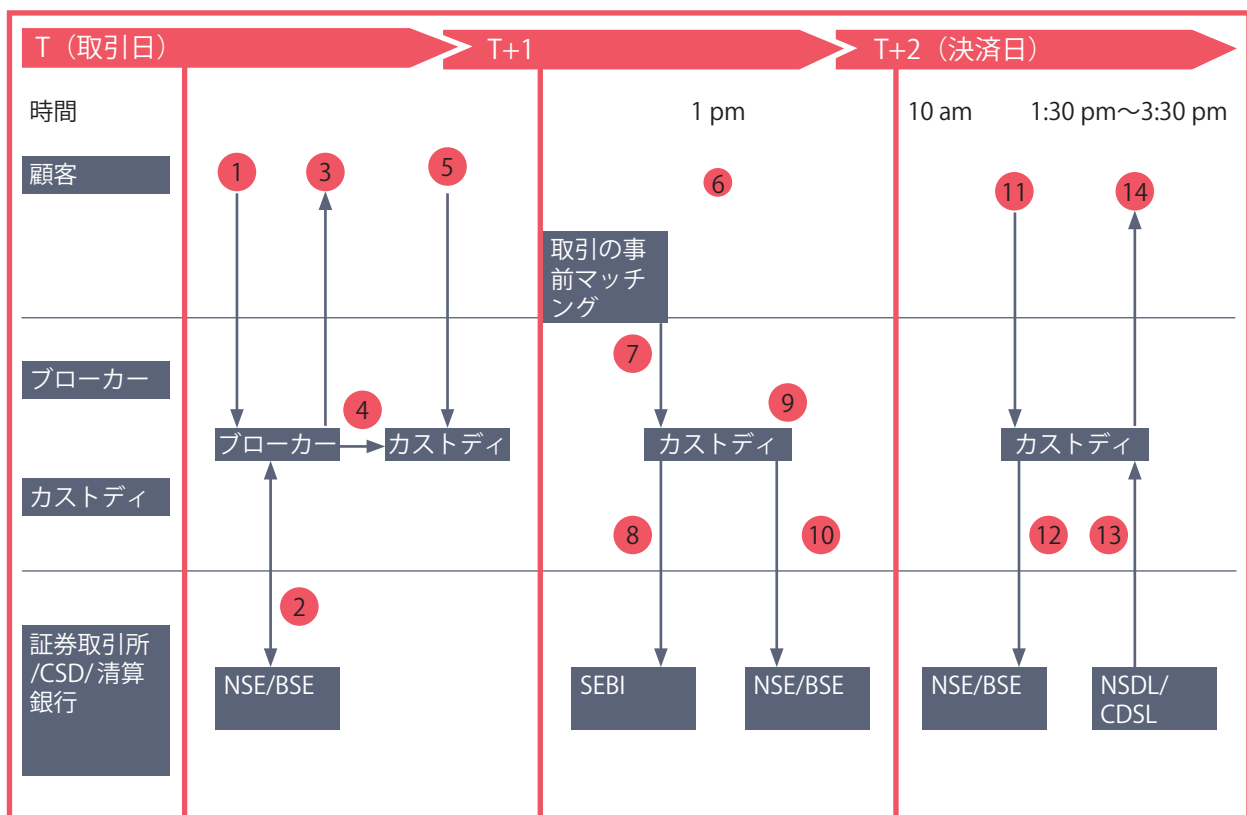 T（取引日）
T+1
T+2（決済日）
時間
1 pm
10 am
1:30 pm～3:30 pm
顧客
1
3
5
6
11
14
取引の事
前マッチ
ング
ブローカー
7
4
9
ブローカー
カストディ
カストディ
カストディ
カストディ
8
10
12
13
2
証券取引所
/CSD/清算
銀行
NSE/BSE
SEBI
NSE/BSE
NSE/BSE
NSDL/
CDSL